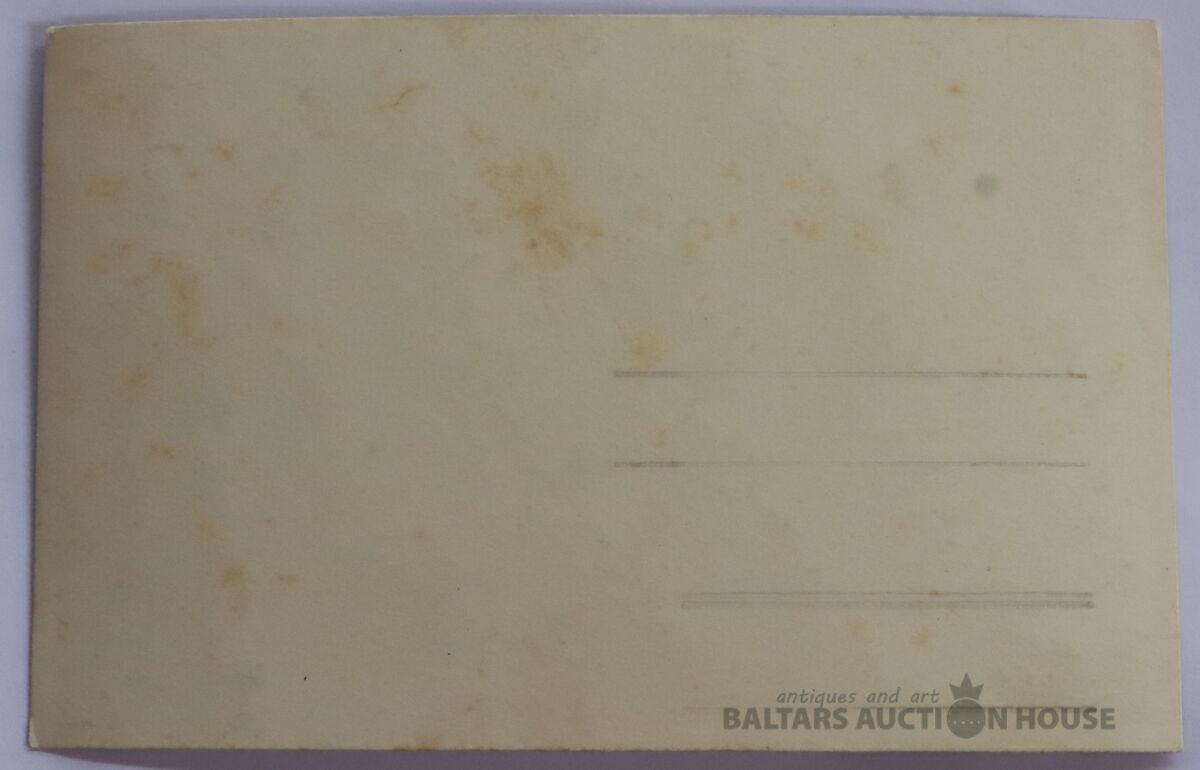 antiques and art
BALTARS AUCTION HOUSE